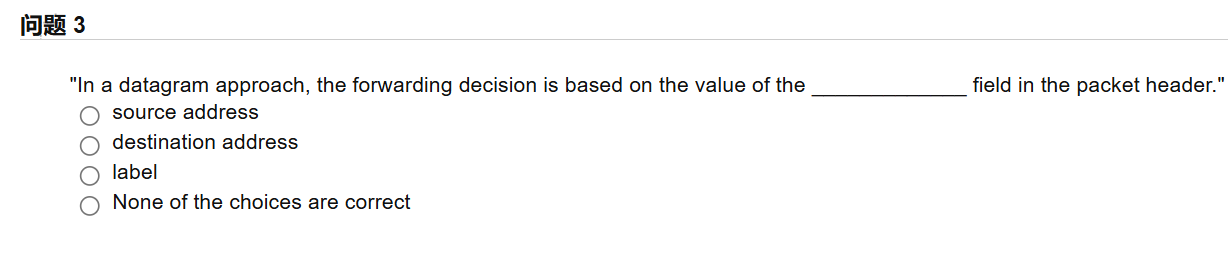 问题 3
"In a datagram approach, the forwarding decision is based on the value of the ______________ field in the packet header."
source address
destination address
label
None of the choices are correct